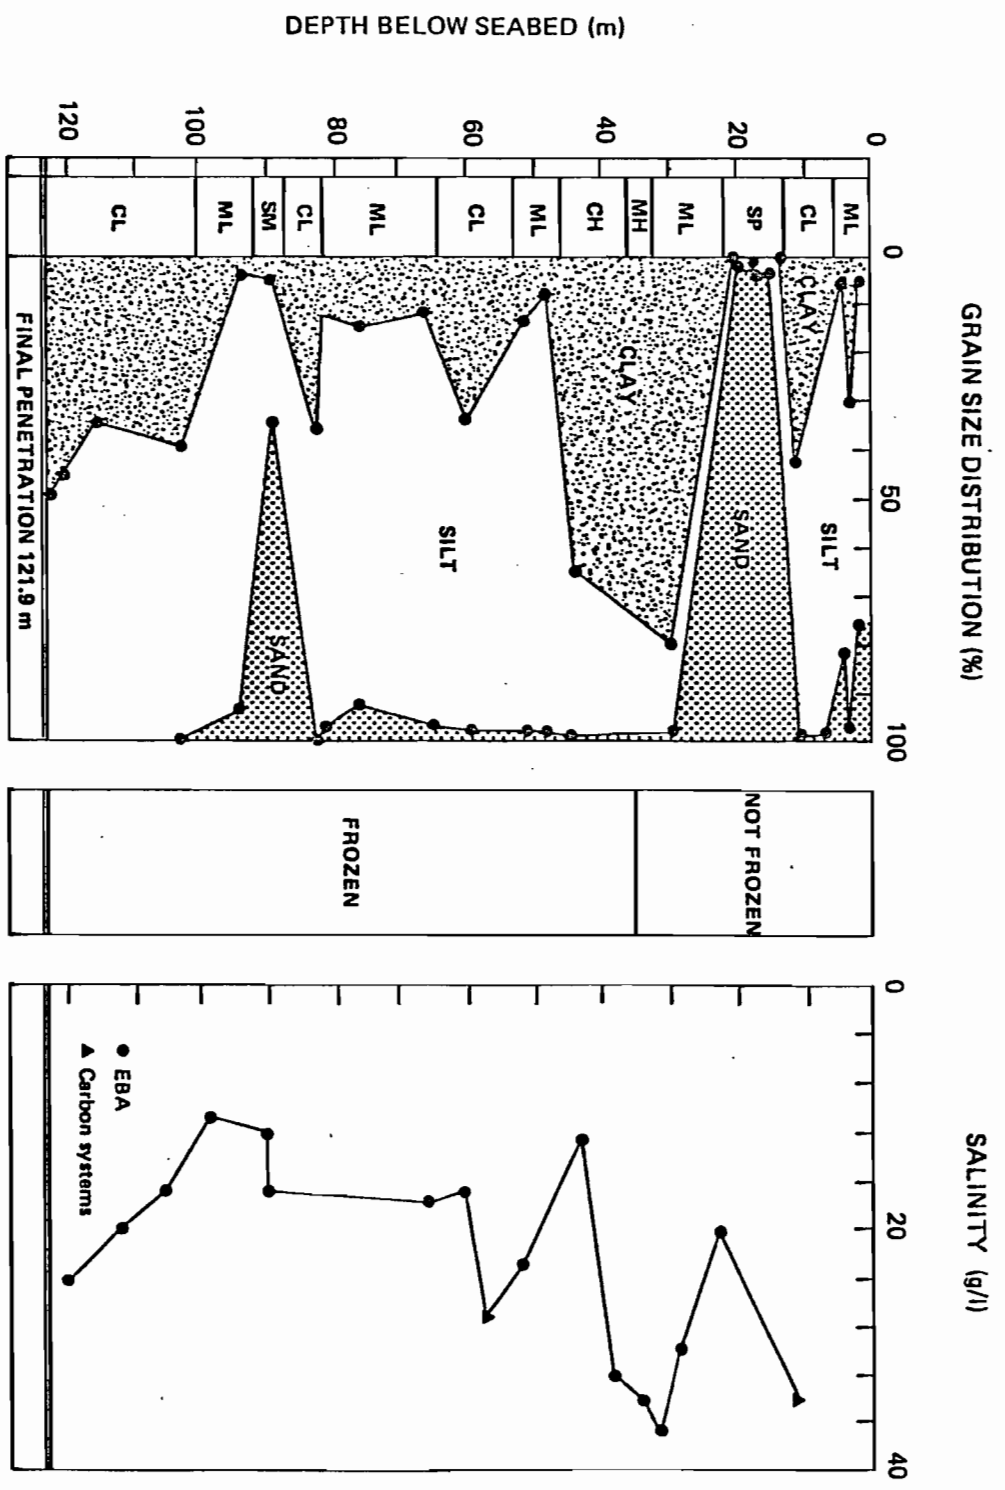 GRAIN SIZE DISTRIBUTION (%)
SALINITY (g/l)
0
50
100
0
20
40
DEPTH BELOW SEABED (m)
0
20
40
60
80
100
120
ML
CL
SP
ML
MH
CH
ML
CL
ML
CL
SM
ML
CL
CLAY
SILT
SAND
CLAY
SILT
SAND
NOT FROZEN
FROZEN
EBA
Carbon systems
FINAL PENETRATION 121.9 m